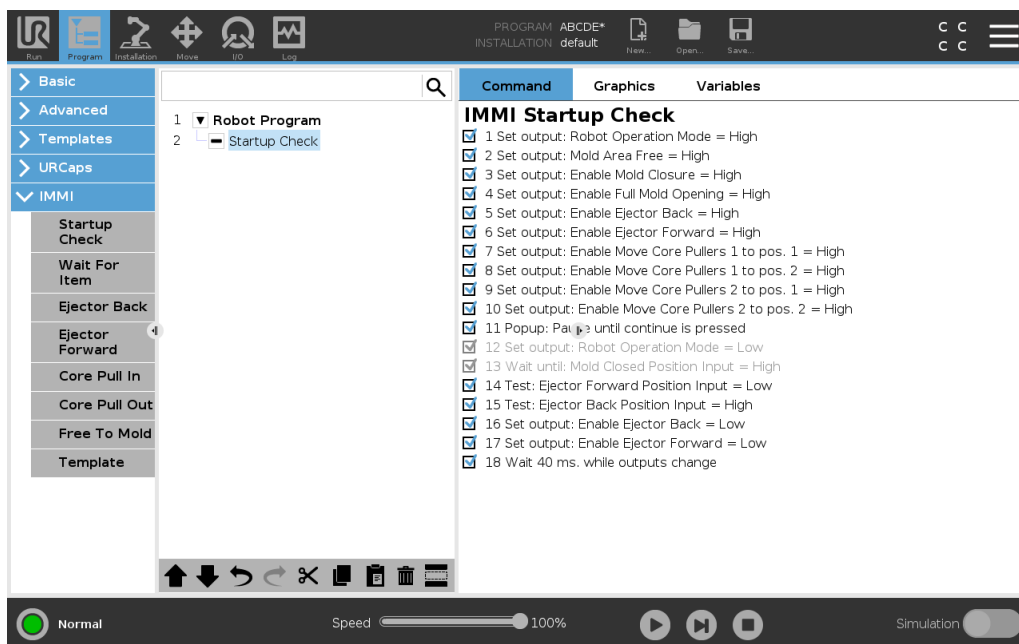 PROGRAM ABCDE*
INSTALLATION default
Run
Program
Installation
Move
I/O
Log
New...
Open...
Save...
C C
C C
Basic
Advanced
Templates
URCaps
IMMI
Startup
Check
Wait For
Item
Ejector Back
Ejector
Forward
Core Pull In
Core Pull Out
Free To Mold
Template
1 Robot Program
2 Startup Check
Command Graphics Variables
IMMI Startup Check
1 Set output: Robot Operation Mode = High
2 Set output: Mold Area Free = High
3 Set output: Enable Mold Closure = High
4 Set output: Enable Full Mold Opening = High
5 Set output: Enable Ejector Back = High
6 Set output: Enable Ejector Forward = High
7 Set output: Enable Move Core Pullers 1 to pos. 1 = High
8 Set output: Enable Move Core Pullers 1 to pos. 2 = High
9 Set output: Enable Move Core Pullers 2 to pos. 1 = High
10 Set output: Enable Move Core Pullers 2 to pos. 2 = High
11 Popup: Pause until continue is pressed
12 Set output: Robot Operation Mode = Low
13 Wait until: Mold Closed Position Input = High
14 Test: Ejector Forward Position Input = Low
15 Test: Ejector Back Position Input = High
16 Set output: Enable Ejector Back = Low
17 Set output: Enable Ejector Forward = Low
18 Wait 40 ms. while outputs change
Normal
Speed 100%
Simulation